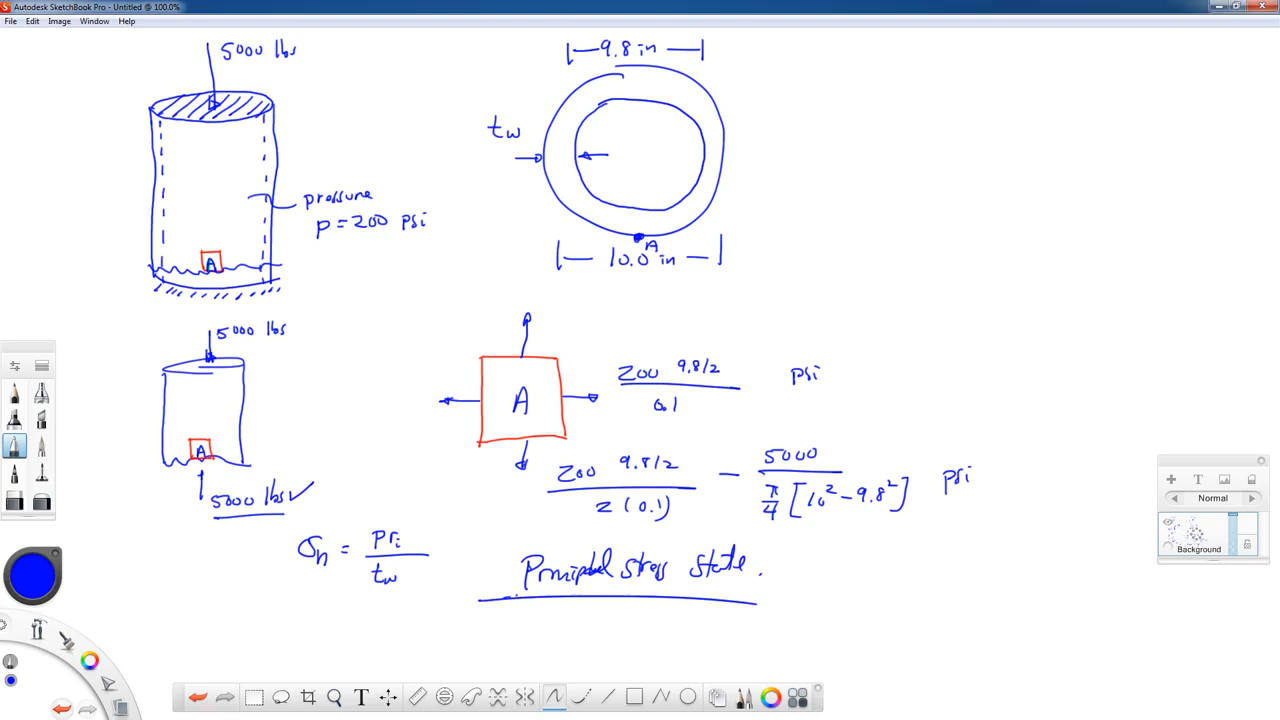 Autodesk SketchBook Pro - Untitled @ 100.0%
File Edit Image Window Help
5000 lbs
9.8 in
tw
pressure
p = 200 psi
A
A
10.0 in
5000 lbs
A
5000 lbs
A
200 9.8/2
0.1
psi
200 9.8/2
2 (0.1)
- 5000
π/4 [10² - 9.8²]
psi
σh = pri
tw
Principal stress state.
T
Normal
Background
T